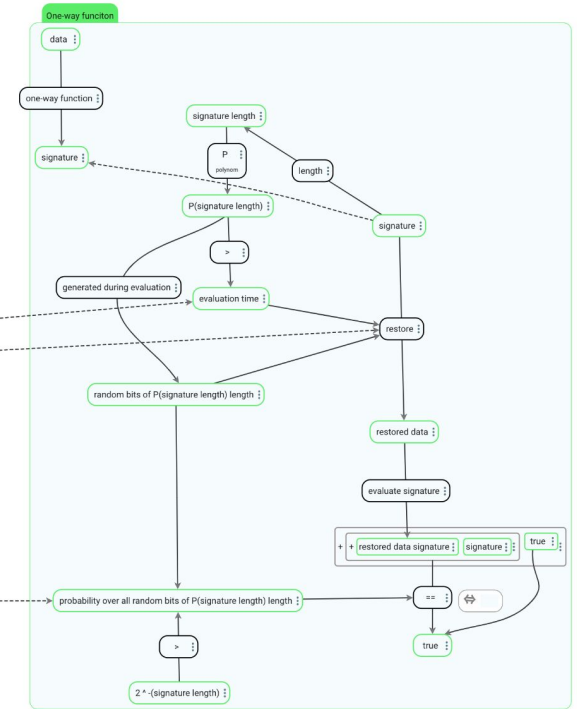 One-way funciton
data
one-way function
signature
signature length
P
polynom
length
P(signature length)
signature
>
generated during evaluation
evaluation time
restore
random bits of P(signature length) length
restored data
evaluate signature
+ + restored data signature signature true
probability over all random bits of P(signature length) length
==
>
true
2 ^ -(signature length)